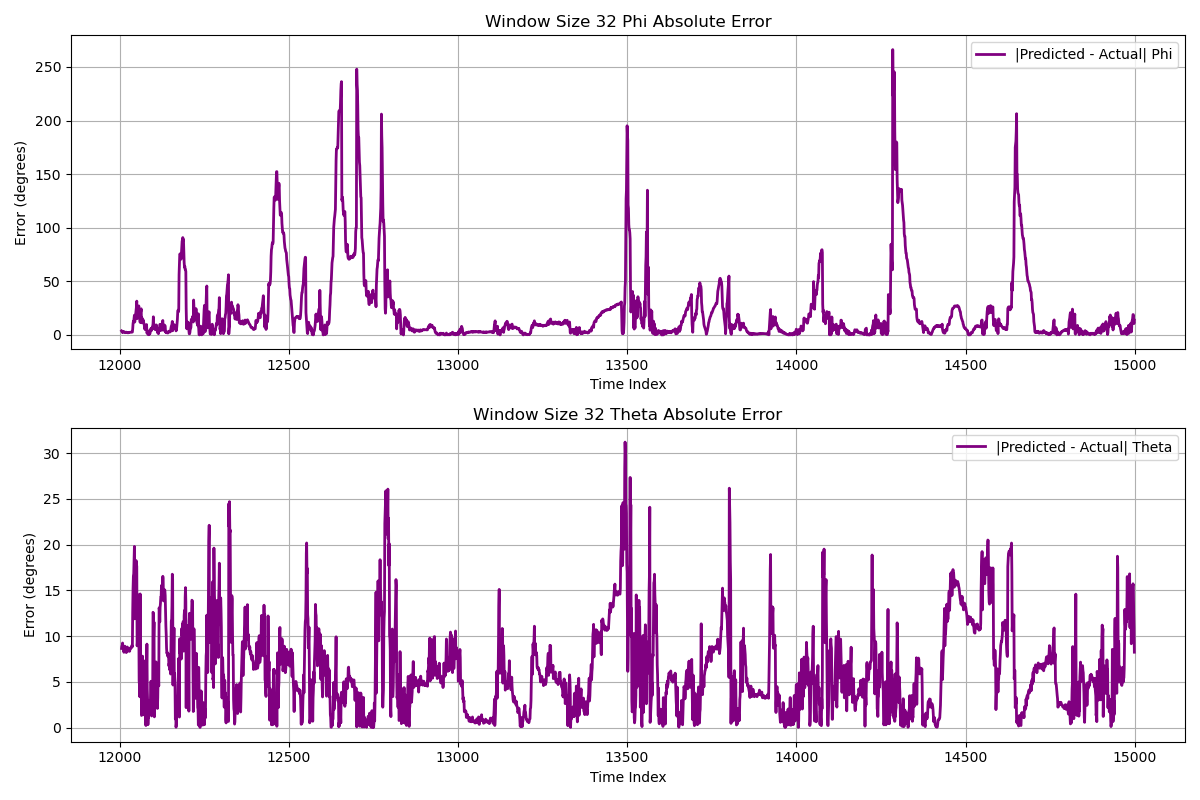 Window Size 32 Phi Absolute Error
|Predicted - Actual| Phi
Error (degrees)
250
200
150
100
50
0
12000 12500 13000 13500 14000 14500 15000
Time Index
Window Size 32 Theta Absolute Error
|Predicted - Actual| Theta
Error (degrees)
30
25
20
15
10
5
0
12000 12500 13000 13500 14000 14500 15000
Time Index